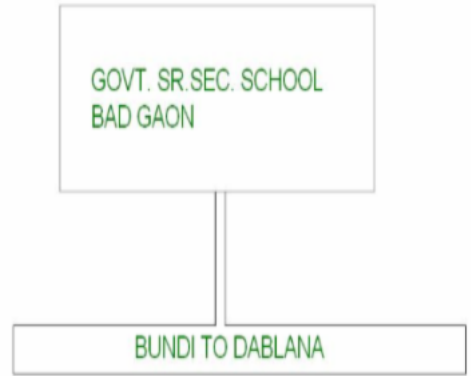 GOVT. SR.SEC. SCHOOL
BAD GAON
BUNDI TO DABLANA